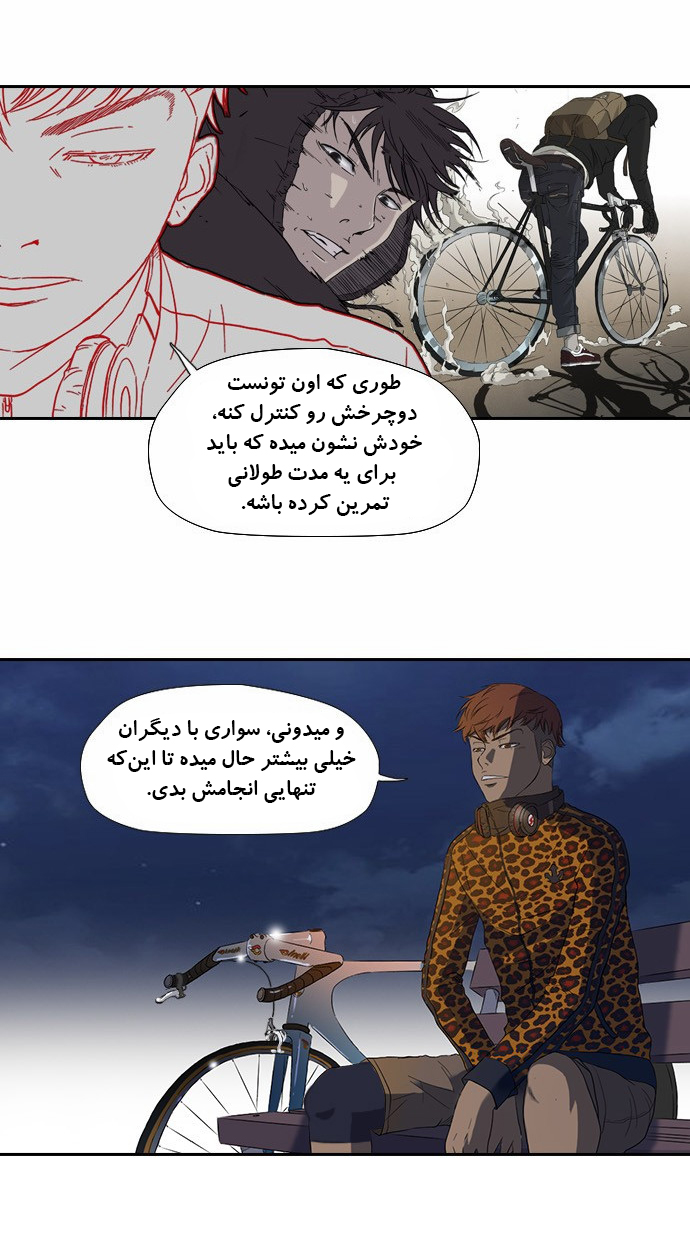 طوری که اون تونست
دوچرخش رو کنترل کنه،
خودش نشون میده که باید
برای یه مدت طولانی
تمرین کرده باشه.
و میدونی، سواری با دیگران
خیلی بیشتر حال میده تا این‌که
تنهایی انجامش بدی.